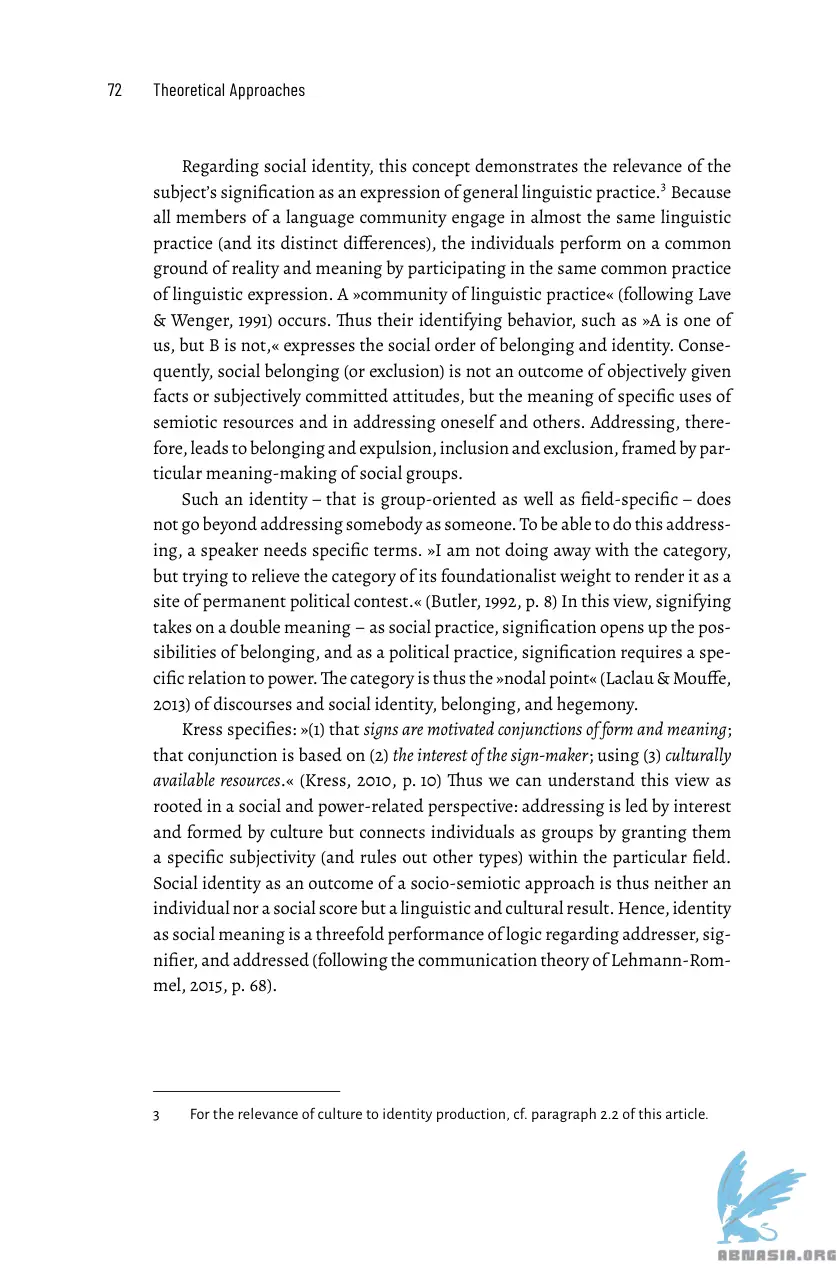 72 Theoretical Approaches
Regarding social identity, this concept demonstrates the relevance of the
subject's signification as an expression of general linguistic practice.³ Because
all members of a language community engage in almost the same linguistic
practice (and its distinct differences), the individuals perform on a common
ground of reality and meaning by participating in the same common practice
of linguistic expression. A »community of linguistic practice« (following Lave
& Wenger, 1991) occurs. Thus their identifying behavior, such as »A is one of
us, but B is not,« expresses the social order of belonging and identity. Conse-
quently, social belonging (or exclusion) is not an outcome of objectively given
facts or subjectively committed attitudes, but the meaning of specific uses of
semiotic resources and in addressing oneself and others. Addressing, there-
fore, leads to belonging and expulsion, inclusion and exclusion, framed by par-
ticular meaning-making of social groups.
Such an identity – that is group-oriented as well as field-specific – does
not go beyond addressing somebody as someone. To be able to do this address-
ing, a speaker needs specific terms. »I am not doing away with the category,
but trying to relieve the category of its foundationalist weight to render it as a
site of permanent political contest.« (Butler, 1992, p. 8) In this view, signifying
takes on a double meaning – as social practice, signification opens up the pos-
sibilities of belonging, and as a political practice, signification requires a spe-
cific relation to power. The category is thus the »nodal point« (Laclau & Mouffe,
2013) of discourses and social identity, belonging, and hegemony.
Kress specifies: »(1) that signs are motivated conjunctions of form and meaning;
that conjunction is based on (2) the interest of the sign-maker; using (3) culturally
available resources.« (Kress, 2010, p. 10) Thus we can understand this view as
rooted in a social and power-related perspective: addressing is led by interest
and formed by culture but connects individuals as groups by granting them
a specific subjectivity (and rules out other types) within the particular field.
Social identity as an outcome of a socio-semiotic approach is thus neither an
individual nor a social score but a linguistic and cultural result. Hence, identity
as social meaning is a threefold performance of logic regarding addresser, sig-
nifier, and addressed (following the communication theory of Lehmann-Rom-
mel, 2015, p. 68).
3 For the relevance of culture to identity production, cf. paragraph 2.2 of this article.
ABNASIA.ORG